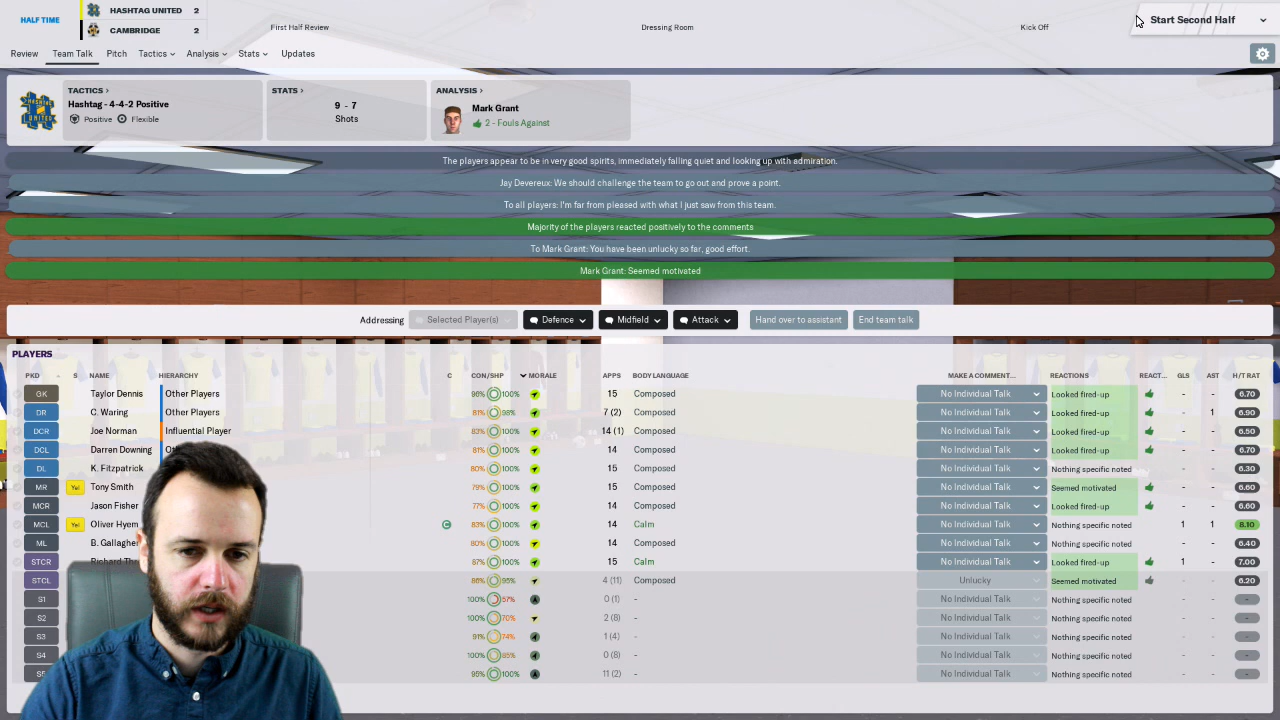 HALF TIME
HASHTAG UNITED 2
CAMBRIDGE 2
First Half Review Dressing Room Kick Off
Start Second Half
Review Team Talk Pitch Tactics Analysis Stats Updates
TACTICS
Hashtag - 4-4-2 Positive
Positive Flexible
STATS
9 - 7
Shots
ANALYSIS
Mark Grant
2 - Fouls Against
The players appear to be in very good spirits, immediately falling quiet and looking up with admiration.
Jay Devereux: We should challenge the team to go out and prove a point.
To all players: I'm far from pleased with what I just saw from this team.
Majority of the players reacted positively to the comments
To Mark Grant: You have been unlucky so far, good effort.
Mark Grant: Seemed motivated
Addressing Selected Player(s) Defence Midfield Attack Hand over to assistant End team talk
PLAYERS
PKD S NAME HIERARCHY C CON/SHP MORALE APPS BODY LANGUAGE MAKE A COMMENT... REACTIONS REACT... GLS AST H/T RAT
GK Taylor Dennis Other Players 96% 100% 15 Composed No Individual Talk Looked fired-up - - 6.70
DR C. Waring Other Players 81% 98% 7 (2) Composed No Individual Talk Looked fired-up - 1 6.90
DCR Joe Norman Influential Player 83% 100% 14 (1) Composed No Individual Talk Looked fired-up - - 6.50
DCL Darren Downing 81% 100% 14 Composed No Individual Talk Looked fired-up - - 6.70
DL K. Fitzpatrick 80% 100% 15 Composed No Individual Talk Nothing specific noted - - 6.30
MR Yel Tony Smith 79% 100% 15 Composed No Individual Talk Seemed motivated - - 6.60
MCR Jason Fisher 77% 100% 14 Composed No Individual Talk Looked fired-up - - 6.60
MCL Yel Oliver Hyem C 83% 100% 14 Calm No Individual Talk Nothing specific noted 1 1 8.10
ML B. Gallaghe 80% 100% 14 Composed No Individual Talk Nothing specific noted - - 6.40
STCR 87% 100% 15 Calm No Individual Talk Looked fired-up 1 - 7.00
STCL 86% 95% 4 (11) Composed Unlucky Seemed motivated - - 6.20
S1 100% 57% 0 (1) - No Individual Talk Nothing specific noted - - -
S2 100% 70% 2 (8) - No Individual Talk Nothing specific noted - - -
S3 91% 74% 1 (4) - No Individual Talk Nothing specific noted - - -
S4 100% 85% 0 (8) - No Individual Talk Nothing specific noted - - -
95% 100% 11 (2) - No Individual Talk Nothing specific noted - - -